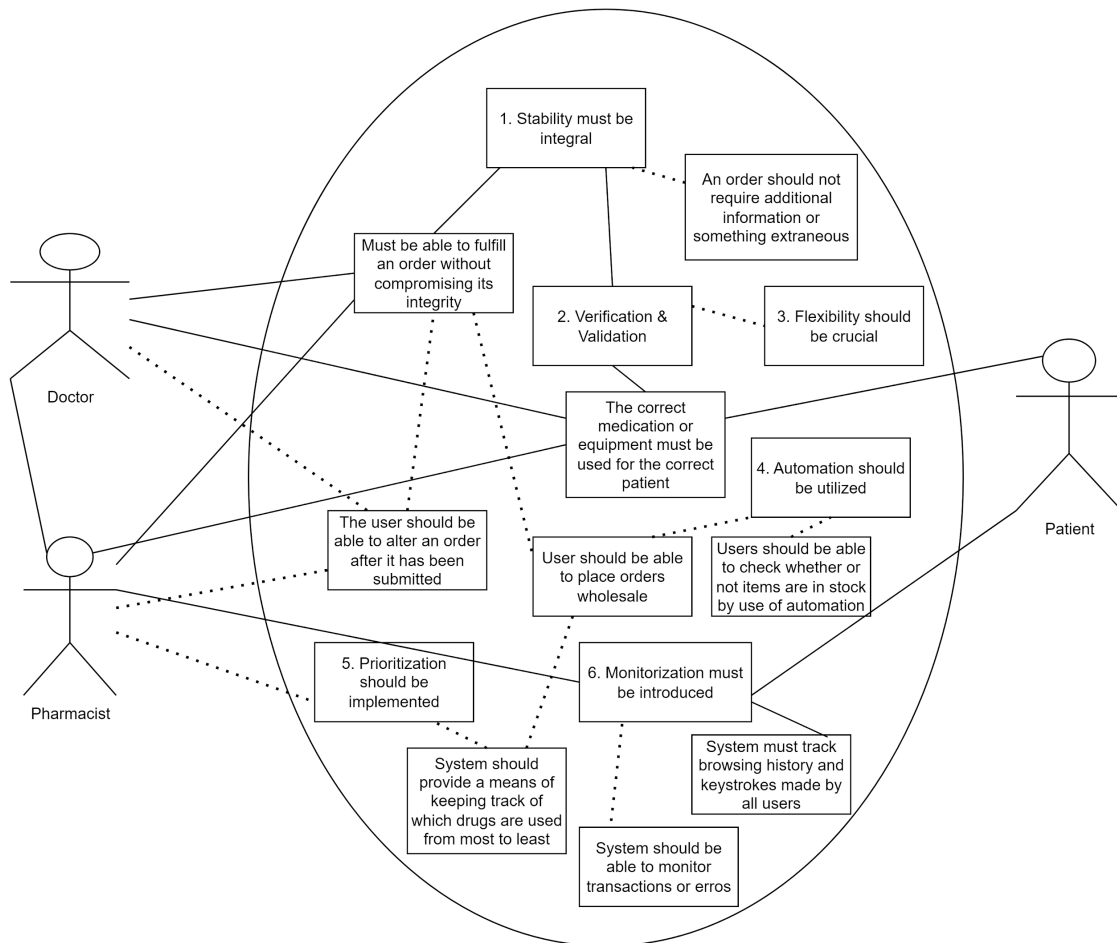 1. Stability must be
integral
An order should not
require additional
information or
something extraneous
Must be able to fulfill
an order without
compromising its
integrity
2. Verification &
Validation
3. Flexibility should
be crucial
Doctor
The correct
medication or
equipment must be
used for the correct
patient
4. Automation should
be utilized
Patient
The user should be
able to alter an order
after it has been
submitted
User should be able
to place orders
wholesale
Users should be able
to check whether or
not items are in stock
by use of automation
5. Prioritization
should be
implemented
6. Monitorization must
be introduced
Pharmacist
System should
provide a means of
keeping track of
which drugs are used
from most to least
System must track
browsing history and
keystrokes made by
all users
System should be
able to monitor
transactions or erros